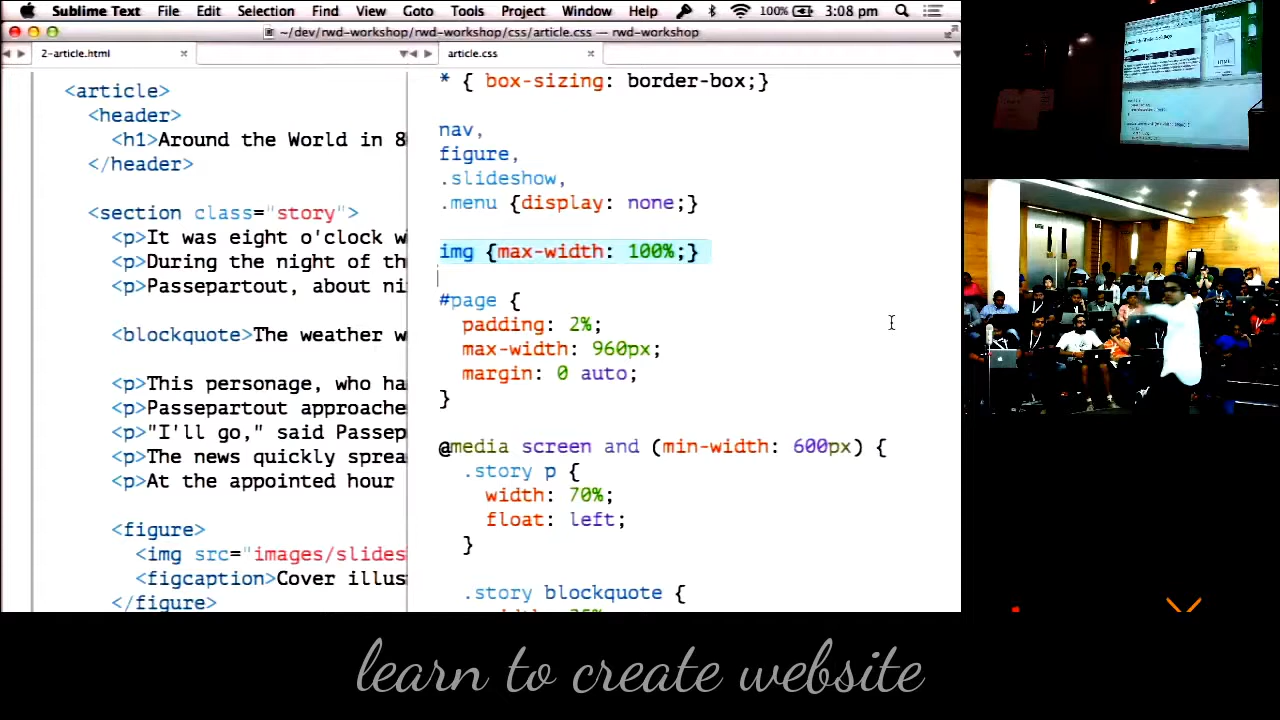 Sublime Text File Edit Selection Find View Goto Tools Project Window Help 100% 3:08 pm
~/dev/rwd-workshop/rwd-workshop/css/article.css — rwd-workshop
2-article.html
article.css
<article>
<header>
<h1>Around the World in 8
</header>
<section class="story">
<p>It was eight o'clock w
<p>During the night of th
<p>Passepartout, about ni
<blockquote>The weather w
<p>This personage, who ha
<p>Passepartout approache
<p>"I'll go," said Passep
<p>The news quickly sprea
<p>At the appointed hour
<figure>
<img src="images/slides
<figcaption>Cover illus
</figure>
* { box-sizing: border-box;}
nav,
figure,
.slideshow,
.menu {display: none;}
img {max-width: 100%;}
#page {
padding: 2%;
max-width: 960px;
margin: 0 auto;
}
@media screen and (min-width: 600px) {
.story p {
width: 70%;
float: left;
}
.story blockquote {
learn to create website